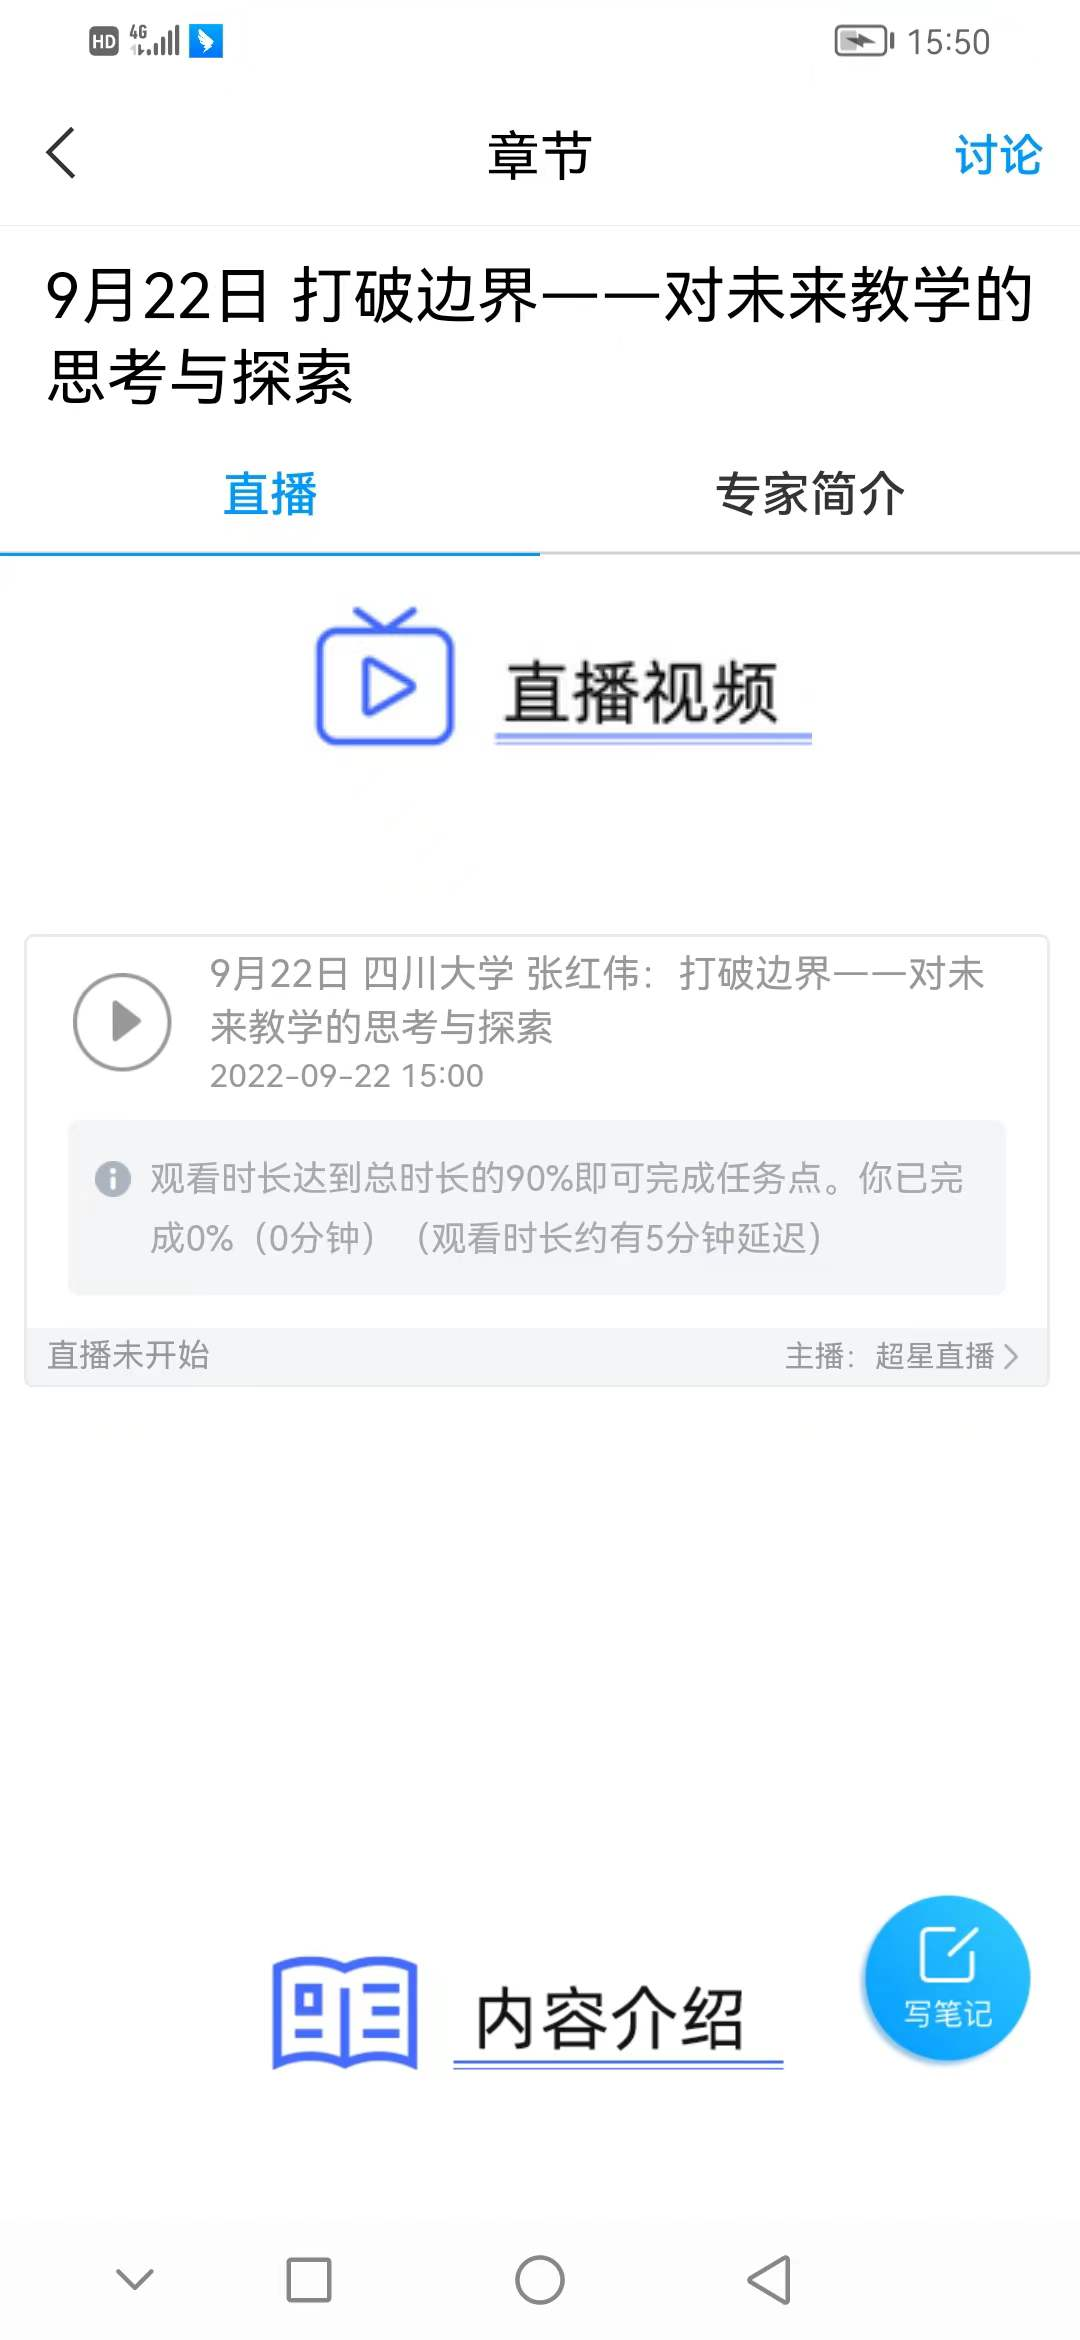 HD 4G 15:50
章节 讨论
9月22日 打破边界——对未来教学的
思考与探索
直播 专家简介
直播视频
9月22日 四川大学 张红伟：打破边界——对未
来教学的思考与探索
2022-09-22 15:00
观看时长达到总时长的90%即可完成任务点。你已完
成0%（0分钟）（观看时长约有5分钟延迟）
直播未开始 主播：超星直播
写笔记
内容介绍